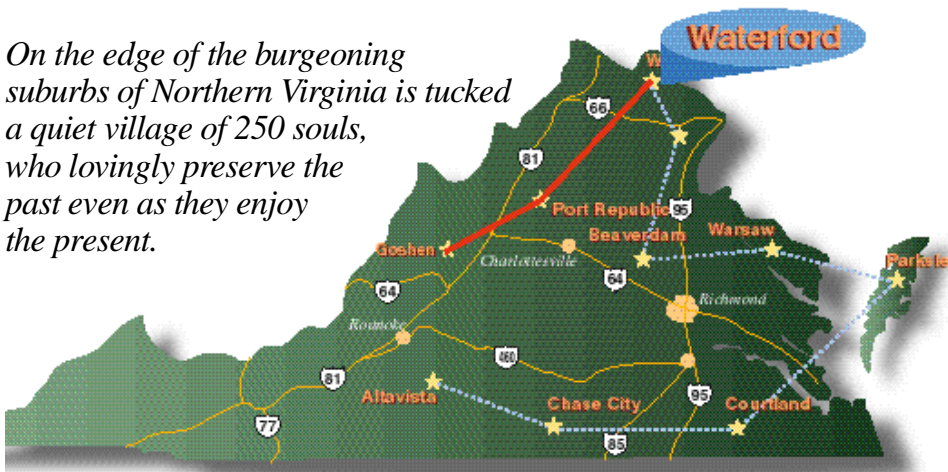 Waterford
On the edge of the burgeoning
suburbs of Northern Virginia is tucked
a quiet village of 250 souls,
who lovingly preserve the
past even as they enjoy
the present.
W
66
81
Port Republic
95
Beaverdam
Warsaw
Goshen
Charlottesville
Parksle
64
64
Richmond
Roanoke
460
81
Altavista
Chase City
95
Courtland
77
85